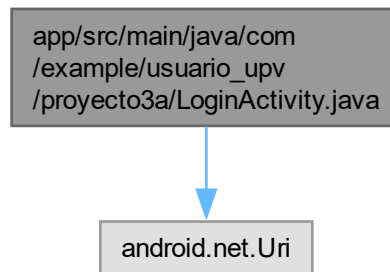 app/src/main/java/com
/example/usuario_upv
/proyecto3a/LoginActivity.java
android.net.Uri